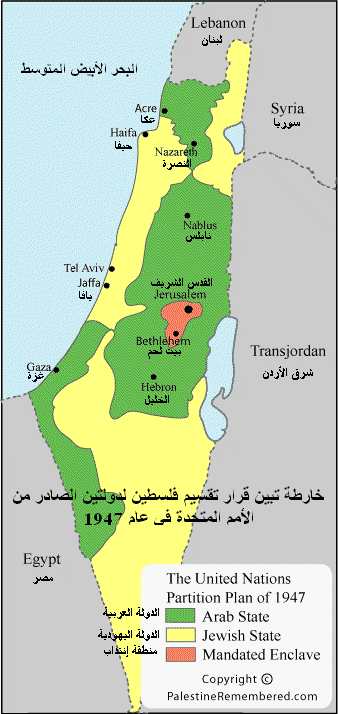 Lebanon
لبنان
البحر الأبيض المتوسط
Syria
سوريا
Acre
عكا
Haifa
حيفا
Nazareth
الناصرة
Nablus
نابلس
Tel Aviv
Jaffa
يافا
القدس الشريف
Jerusalem
Bethlehem
بيت لحم
Transjordan
شرق الأردن
Gaza
غزة
Hebron
الخليل
خارطة تبين قرار تقسيم فلسطين لدولتين الصادر من
الأمم المتحدة فى عام 1947
Egypt
مصر
The United Nations
Partition Plan of 1947
الدولة العربية Arab State
الدولة اليهودية Jewish State
منطقة إنتداب Mandated Enclave
Copyright (c)
PalestineRemembered.com